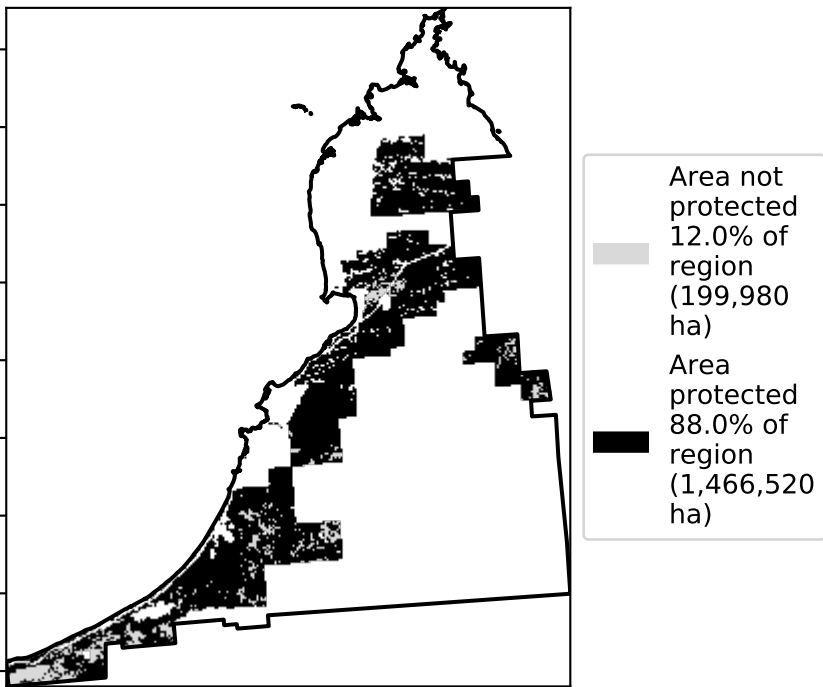 Area not
protected
12.0% of
region
(199,980
ha)
Area
protected
88.0% of
region
(1,466,520
ha)